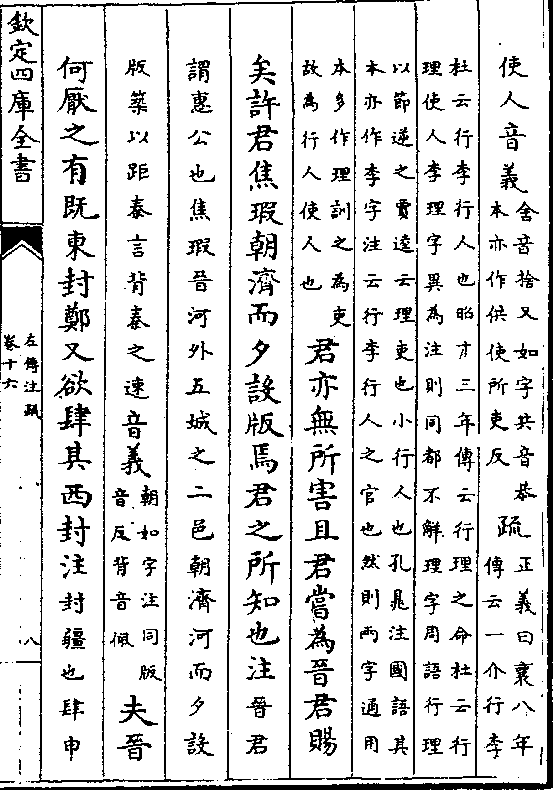 使人音義舍音捨又如字共音恭
本亦作供使所吏反疏正義曰襄八年
傳云一介行李
杜云行李行人也昭十三年傳云行理之命杜云行
理使人李理字異為注則同都不解理字周語行理
以節逆之賈逵云理吏也小行人也孔晁注國語其
本亦作李字注云行李行人之官也然則兩字通用
本多作理訓之為吏
故為行人使人也君亦無所害且君嘗為晉君賜
矣許君焦瑕朝濟而夕設版焉君之所知也注晉君
謂惠公也焦瑕晉河外五城之二邑朝濟河而夕設
版築以距秦言背秦之速音義朝如字注同版
音反背音佩夫晉
何厭之有既東封鄭又欲肆其西封注封疆也肆申
欽定四庫全書
左傳注疏
卷十六
八